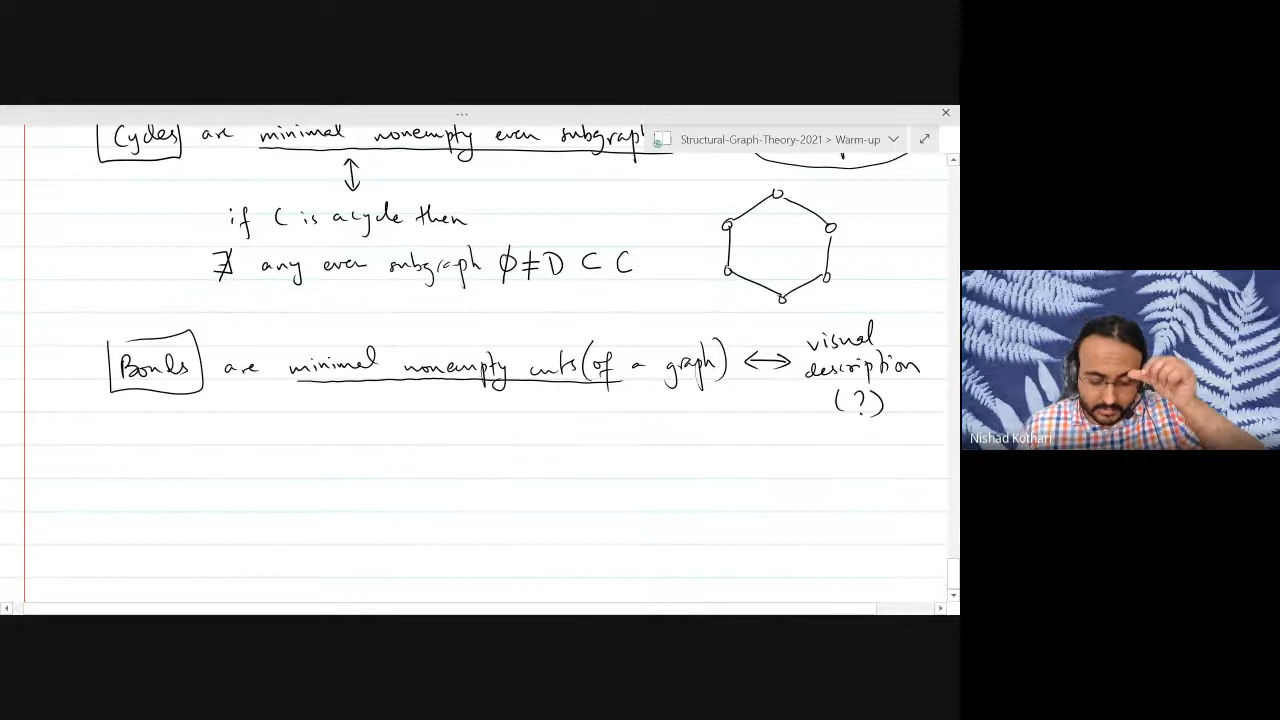 Cycles are minimal nonempty even subgrap
Structural-Graph-Theory-2021 > Warm-up
↕
if C is a cycle then
∄ any even subgraph ∅≠D ⊂ C
Bonds are minimal nonempty cuts (of a graph) ↔ visual
description
(?)
Nishad Kothari